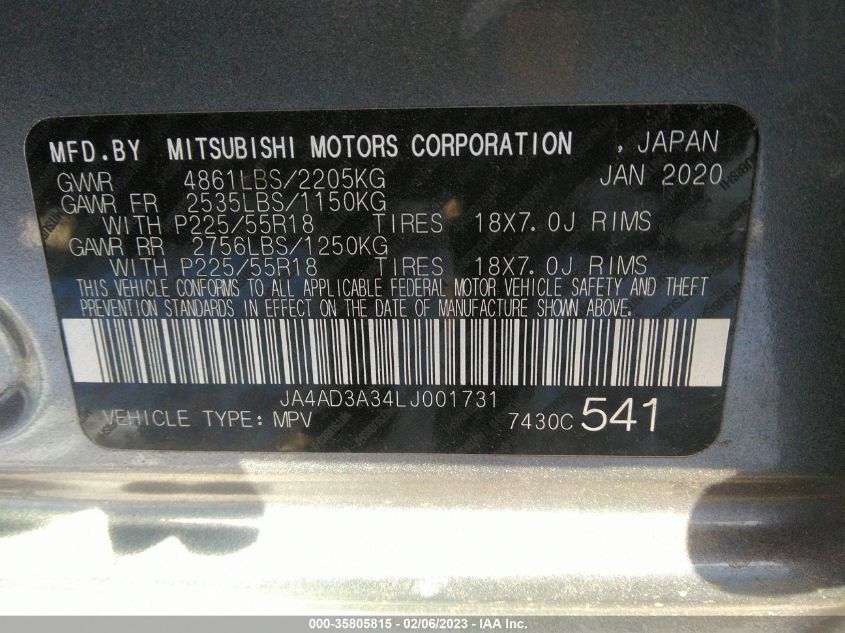 MFD.BY MITSUBISHI MOTORS CORPORATION , JAPAN
GVWR 4861LBS/2205KG JAN 2020
GAWR FR 2535LBS/1150KG
WITH P225/55R18 TIRES 18X7.0J RIMS
GAWR RR 2756LBS/1250KG
WITH P225/55R18 TIRES 18X7.0J RIMS
THIS VEHICLE CONFORMS TO ALL APPLICABLE FEDERAL MOTOR VEHICLE SAFETY AND THEFT
PREVENTION STANDARDS IN EFFECT ON THE DATE OF MANUFACTURE SHOWN ABOVE.
JA4AD3A34LJ001731
VEHICLE TYPE: MPV 7430C 541
000-35805815 - 02/06/2023 - IAA Inc.